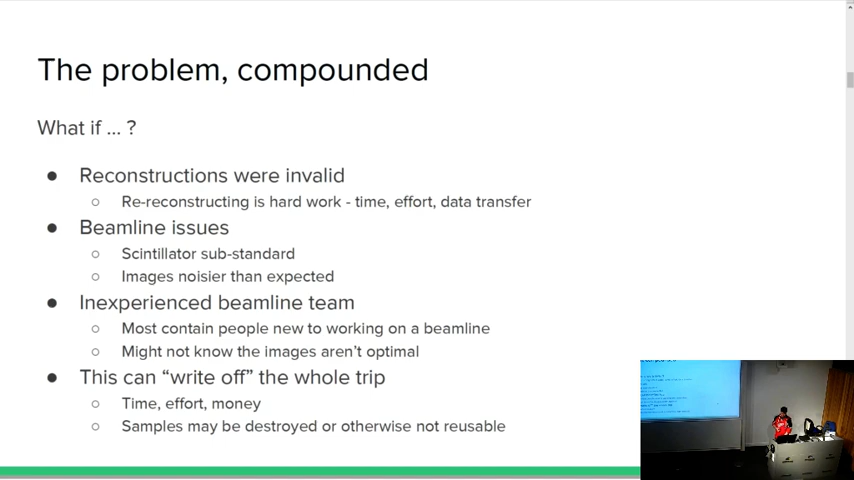 The problem, compounded
What if ... ?
● Reconstructions were invalid
○ Re-reconstructing is hard work - time, effort, data transfer
● Beamline issues
○ Scintillator sub-standard
○ Images noisier than expected
● Inexperienced beamline team
○ Most contain people new to working on a beamline
○ Might not know the images aren't optimal
● This can “write off” the whole trip
○ Time, effort, money
○ Samples may be destroyed or otherwise not reusable